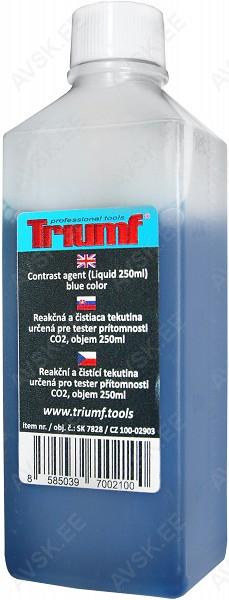 professional tools
Triumf®
Contrast agent (Liquid 250ml)
blue color
Reakčná a čistiaca tekutina
určená pre tester prítomnosti
CO2, objem 250ml
Reakční a čistící tekutina
určená pro tester přítomnosti
CO2, objem 250ml
www.triumf.tools
item nr. / obj. č.: SK 7828 / CZ 100-02903
8 585039 7002100
AVSK.EE